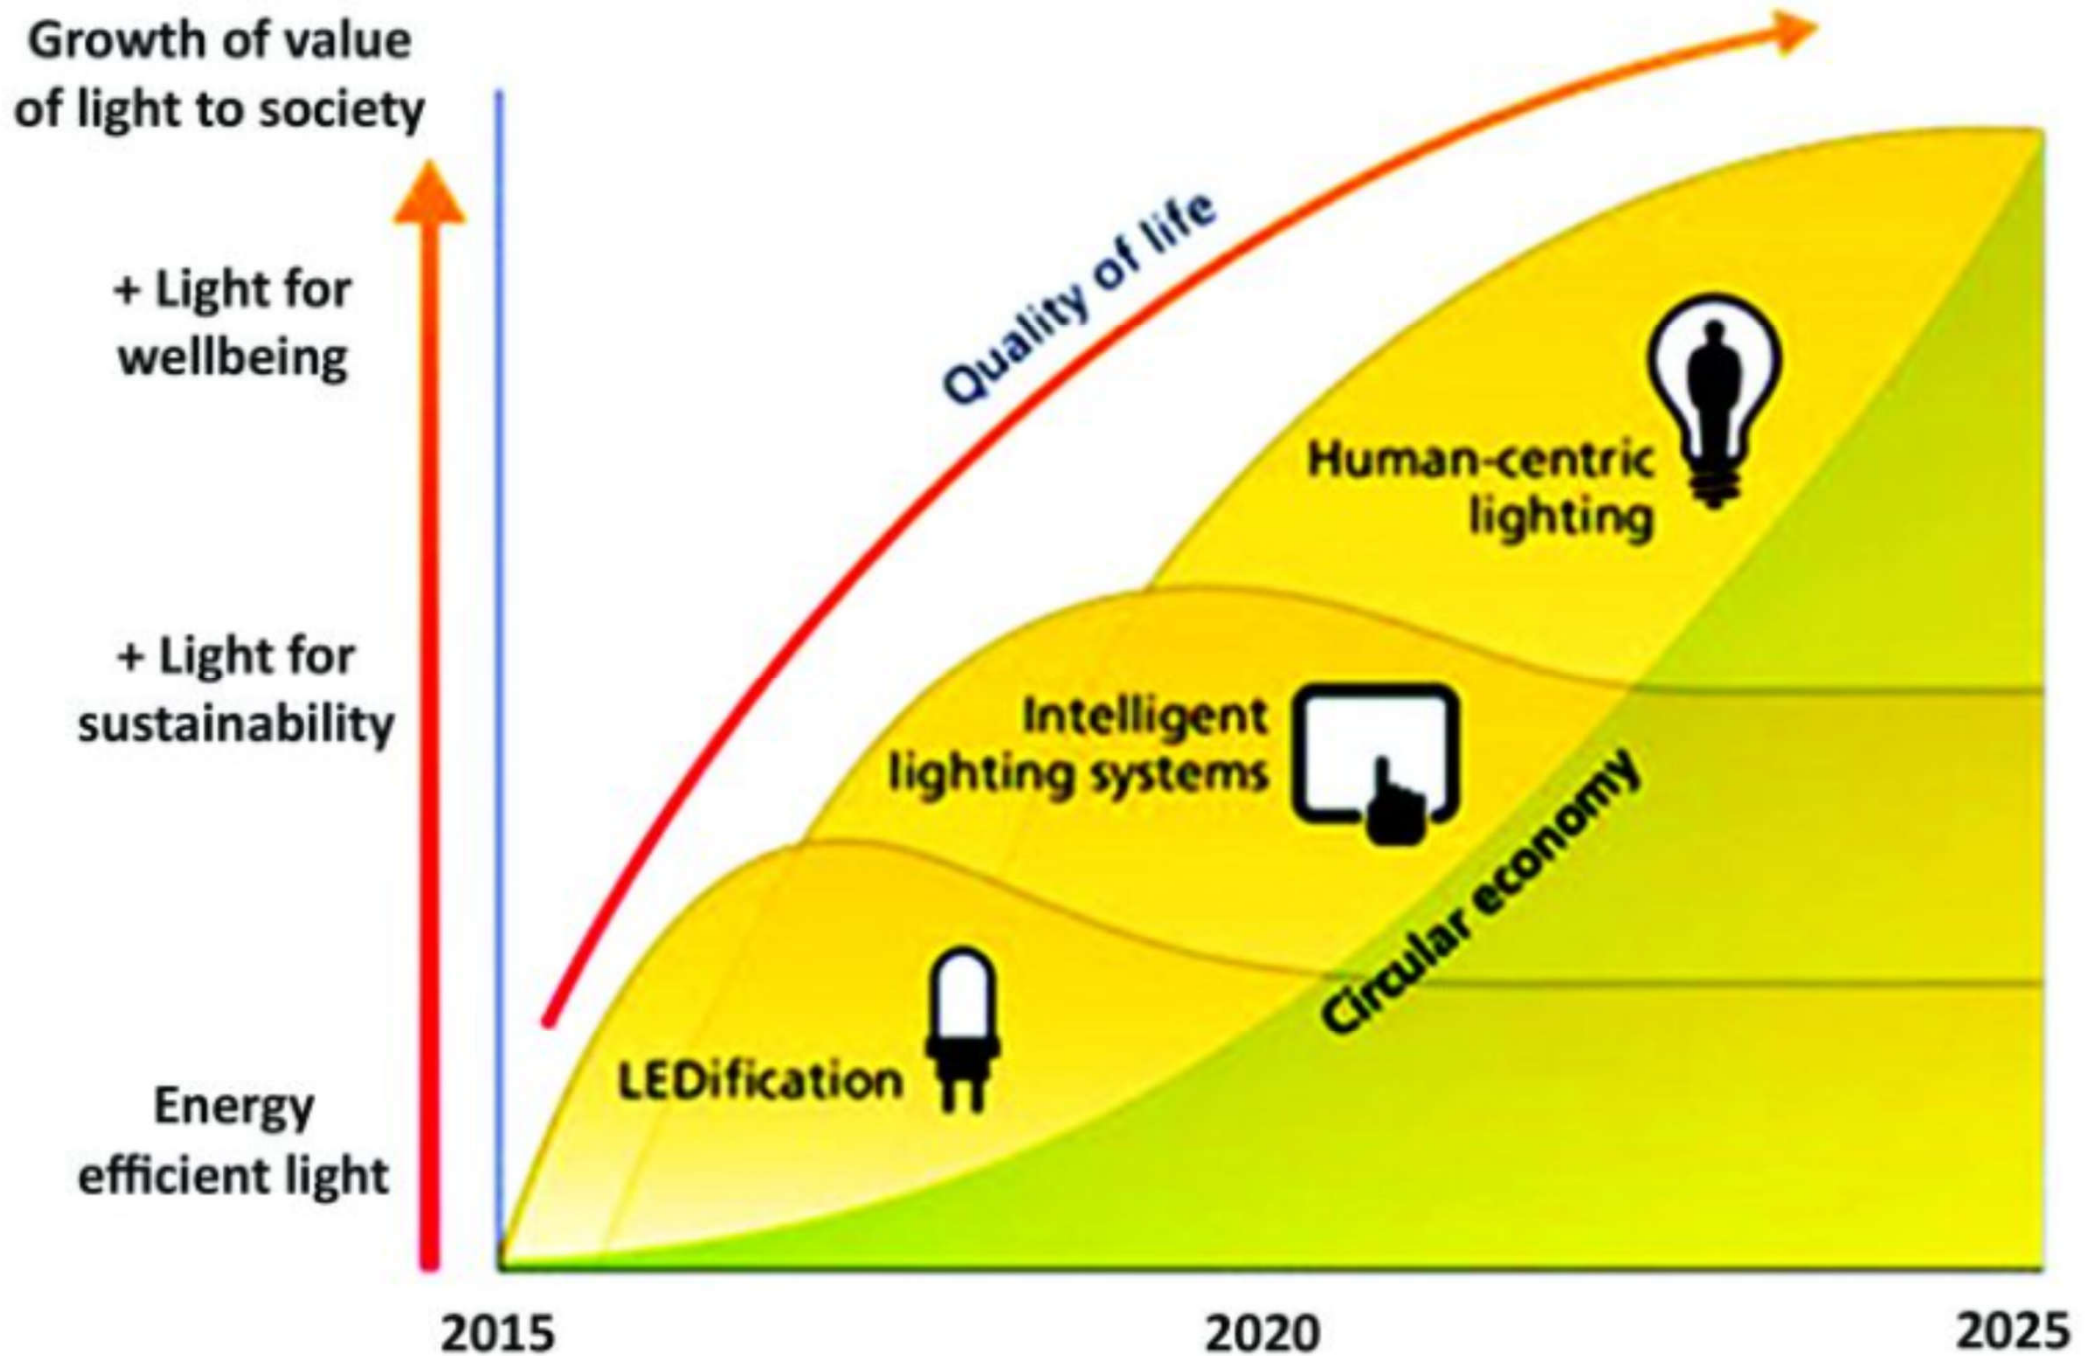 Growth of value
of light to society
+ Light for
wellbeing
+ Light for
sustainability
Energy
efficient light
Quality of life
Human-centric
lighting
Intelligent
lighting systems
LEDification
Circular economy
2015
2020
2025